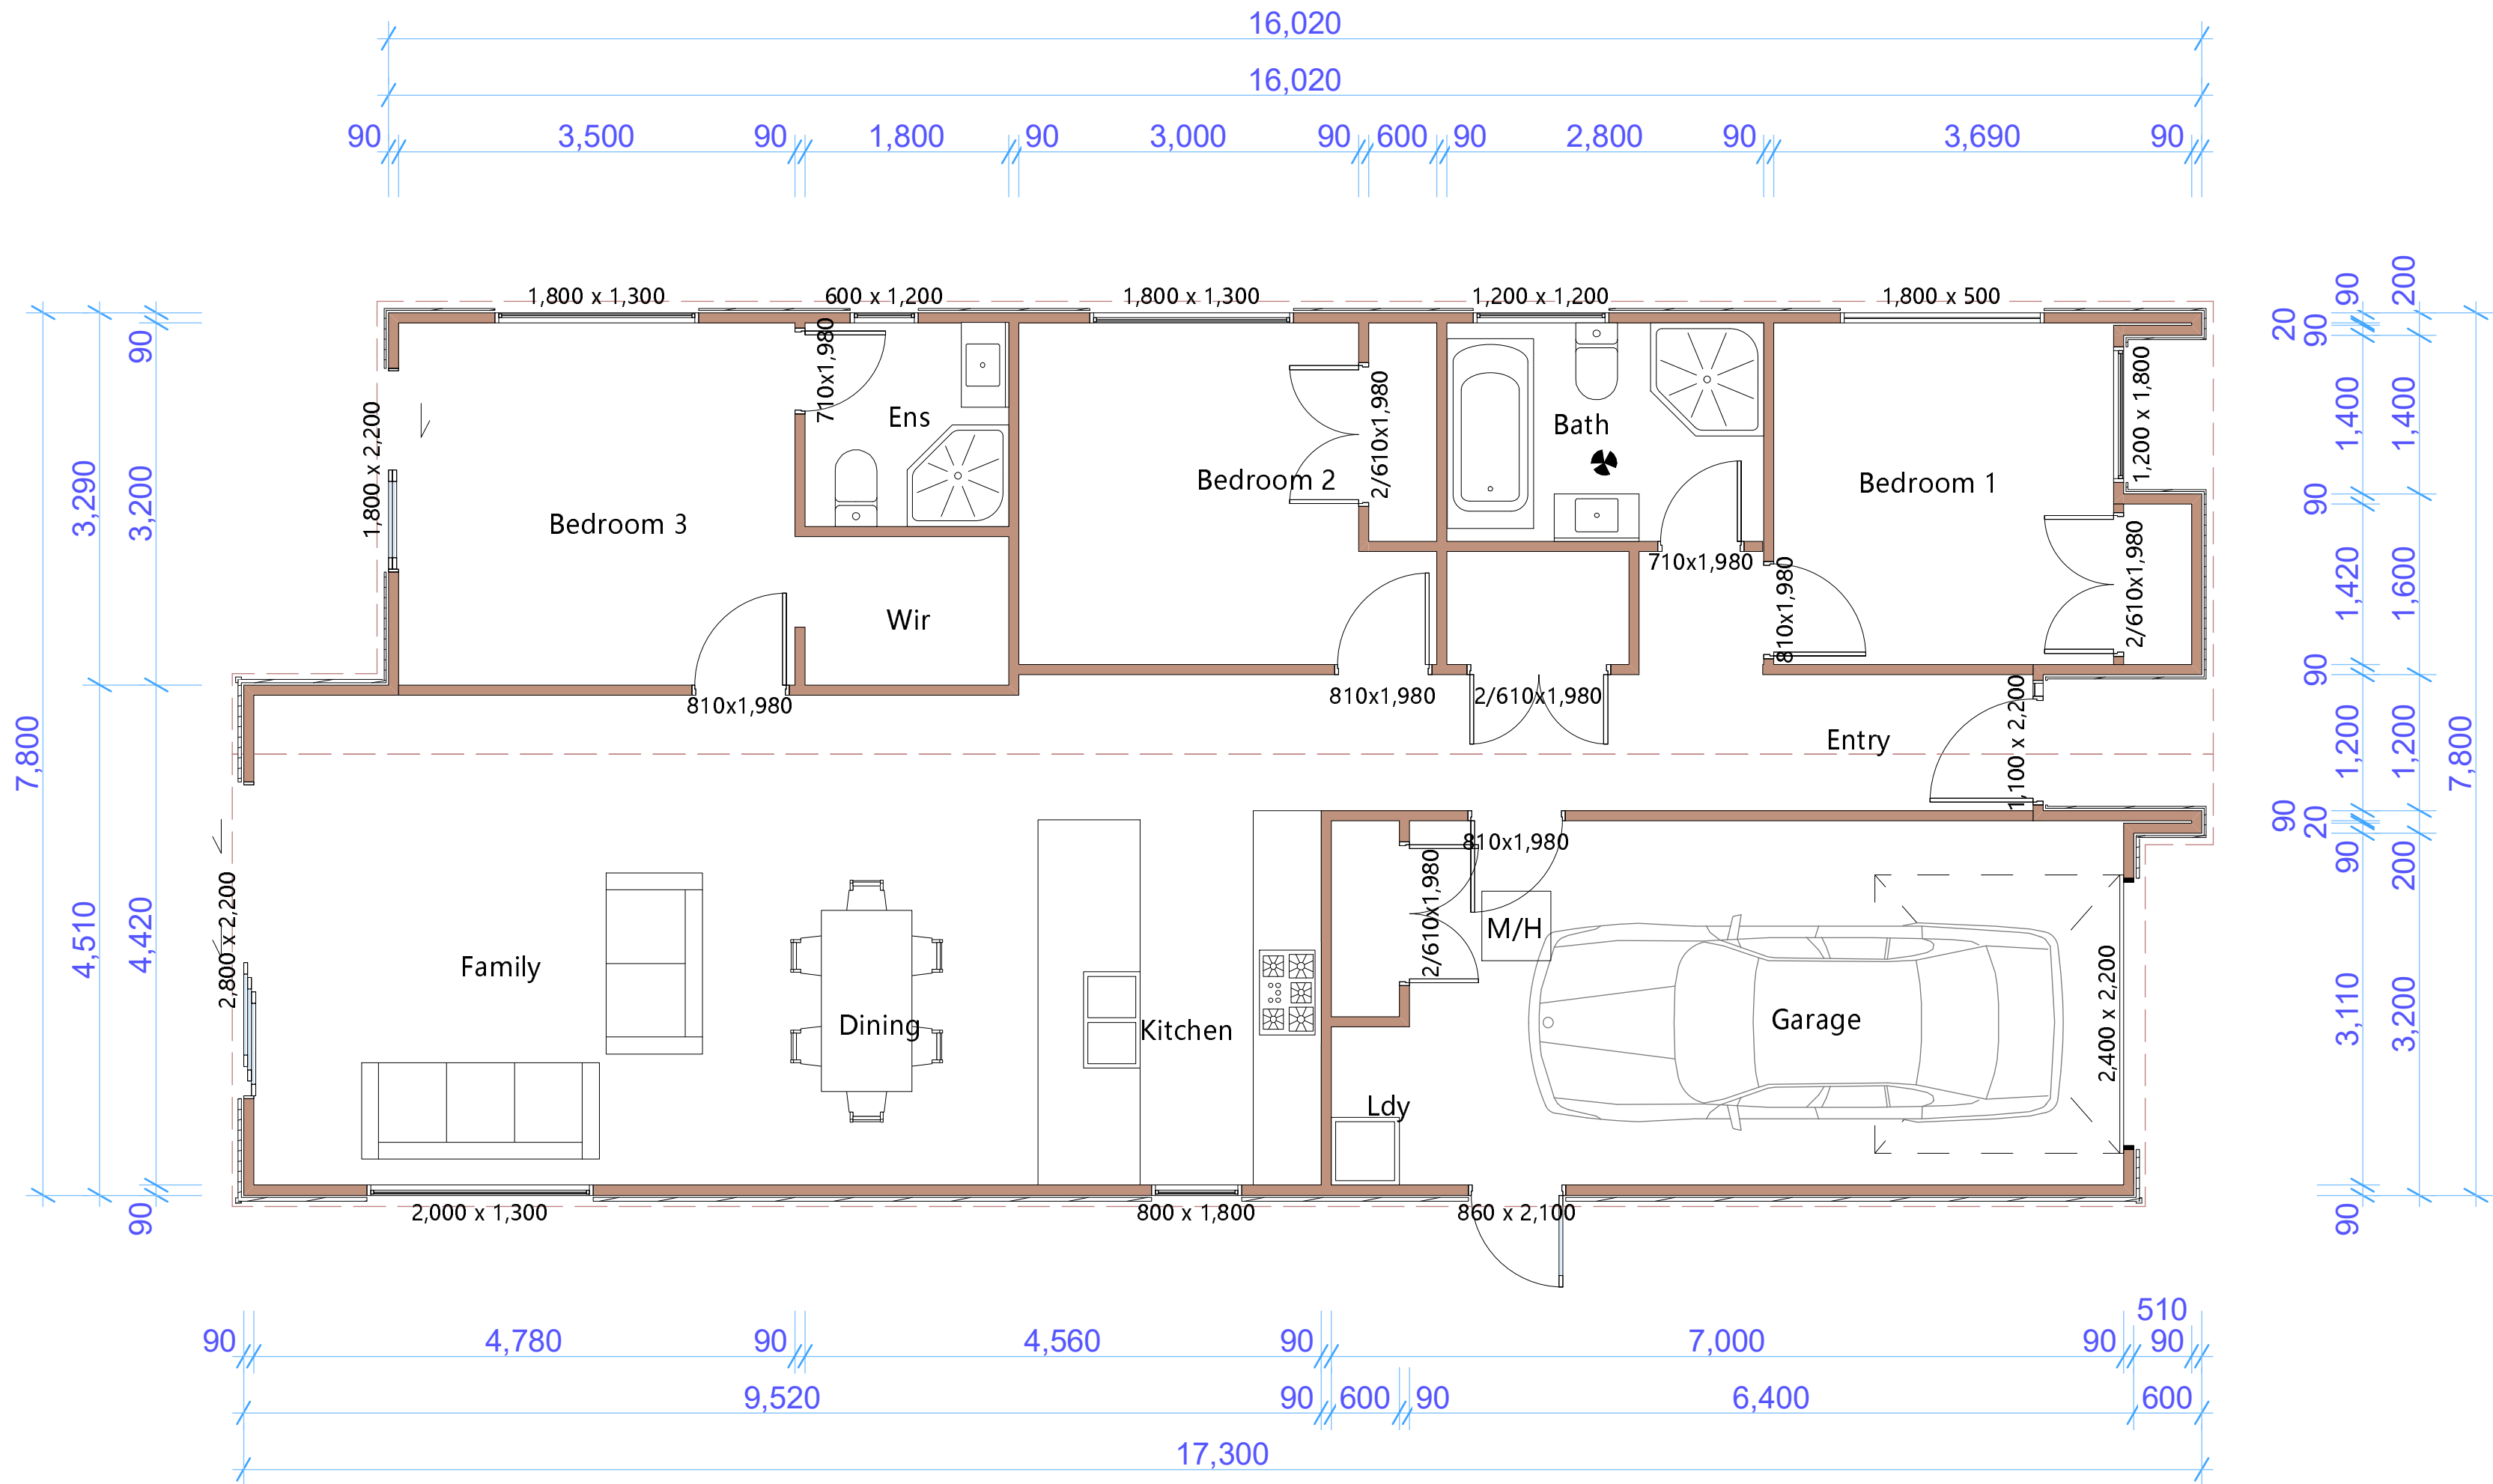 16,020
16,020
90 3,500 90 1,800 90 3,000 90 600 90 2,800 90 3,690 90
1,800 x 1,300 600 x 1,200 1,800 x 1,300 1,200 x 1,200 1,800 x 500
90 200
20 90
90
710x1,980
2/610x1,980
1,200 x 1,800
1,400 1,400
1,800 x 2,200
Ens
Bath
Bedroom 2
Bedroom 1
3,290 3,200
90
Bedroom 3
710x1,980
810x1,980
2/610x1,980
1,420 1,600
Wir
90
810x1,980 810x1,980 2/610x1,980
1,100 x 2,200
Entry
7,800
1,200 1,200 7,800
90 20
810x1,980
90 200
2/610x1,980
M/H
2,800 x 2,200
4,510 4,420
Family
Dining
Kitchen
Garage
2,400 x 2,200
3,110 3,200
Ldy
90
2,000 x 1,300 800 x 1,800 860 x 2,100
90
510
90 4,780 90 4,560 90 7,000 90 90
9,520 90 600 90 6,400 600
17,300